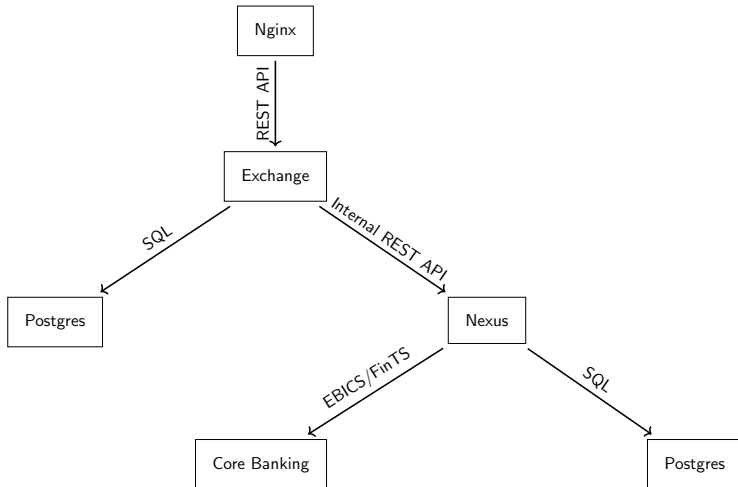 Nginx
REST API
Exchange
SQL
Internal REST API
Postgres
Nexus
EBICS/FinTS
SQL
Core Banking
Postgres